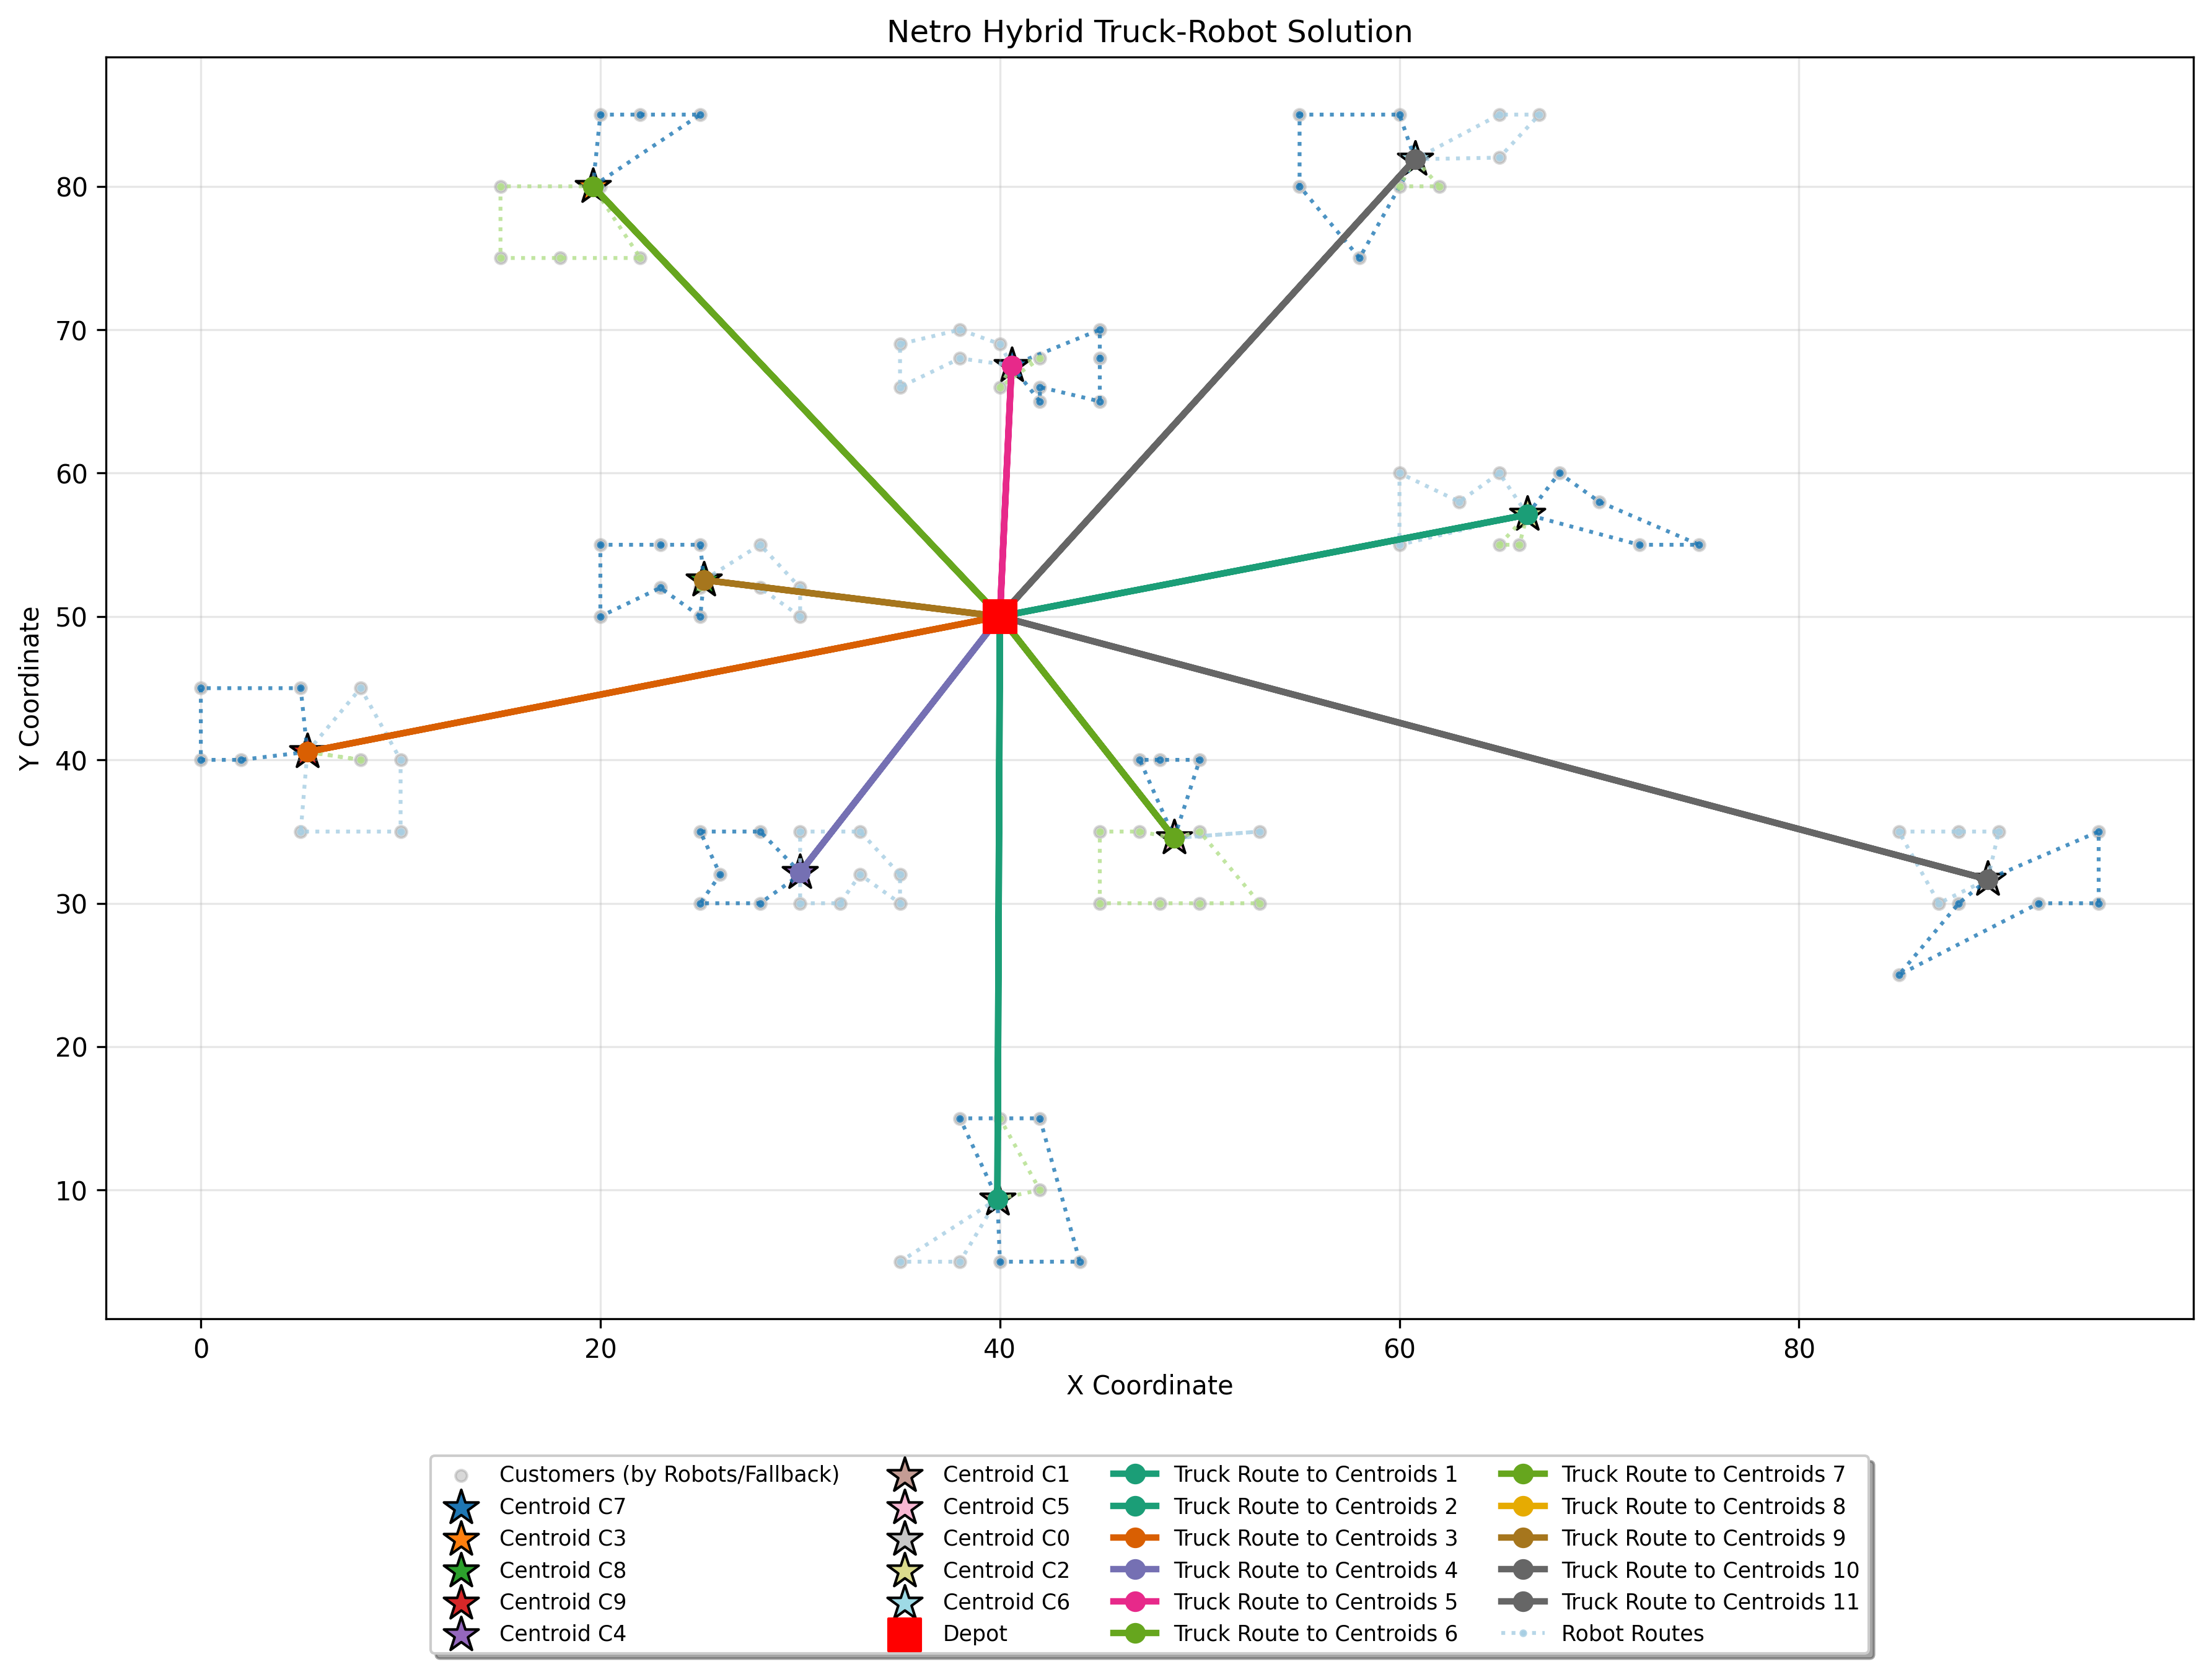 Netro Hybrid Truck-Robot Solution
80
70
60
50
40
30
20
10
Y Coordinate
0 20 40 60 80
X Coordinate
Customers (by Robots/Fallback)
Centroid C7
Centroid C3
Centroid C8
Centroid C9
Centroid C4
Centroid C1
Centroid C5
Centroid C0
Centroid C2
Centroid C6
Depot
Truck Route to Centroids 1
Truck Route to Centroids 2
Truck Route to Centroids 3
Truck Route to Centroids 4
Truck Route to Centroids 5
Truck Route to Centroids 6
Truck Route to Centroids 7
Truck Route to Centroids 8
Truck Route to Centroids 9
Truck Route to Centroids 10
Truck Route to Centroids 11
Robot Routes